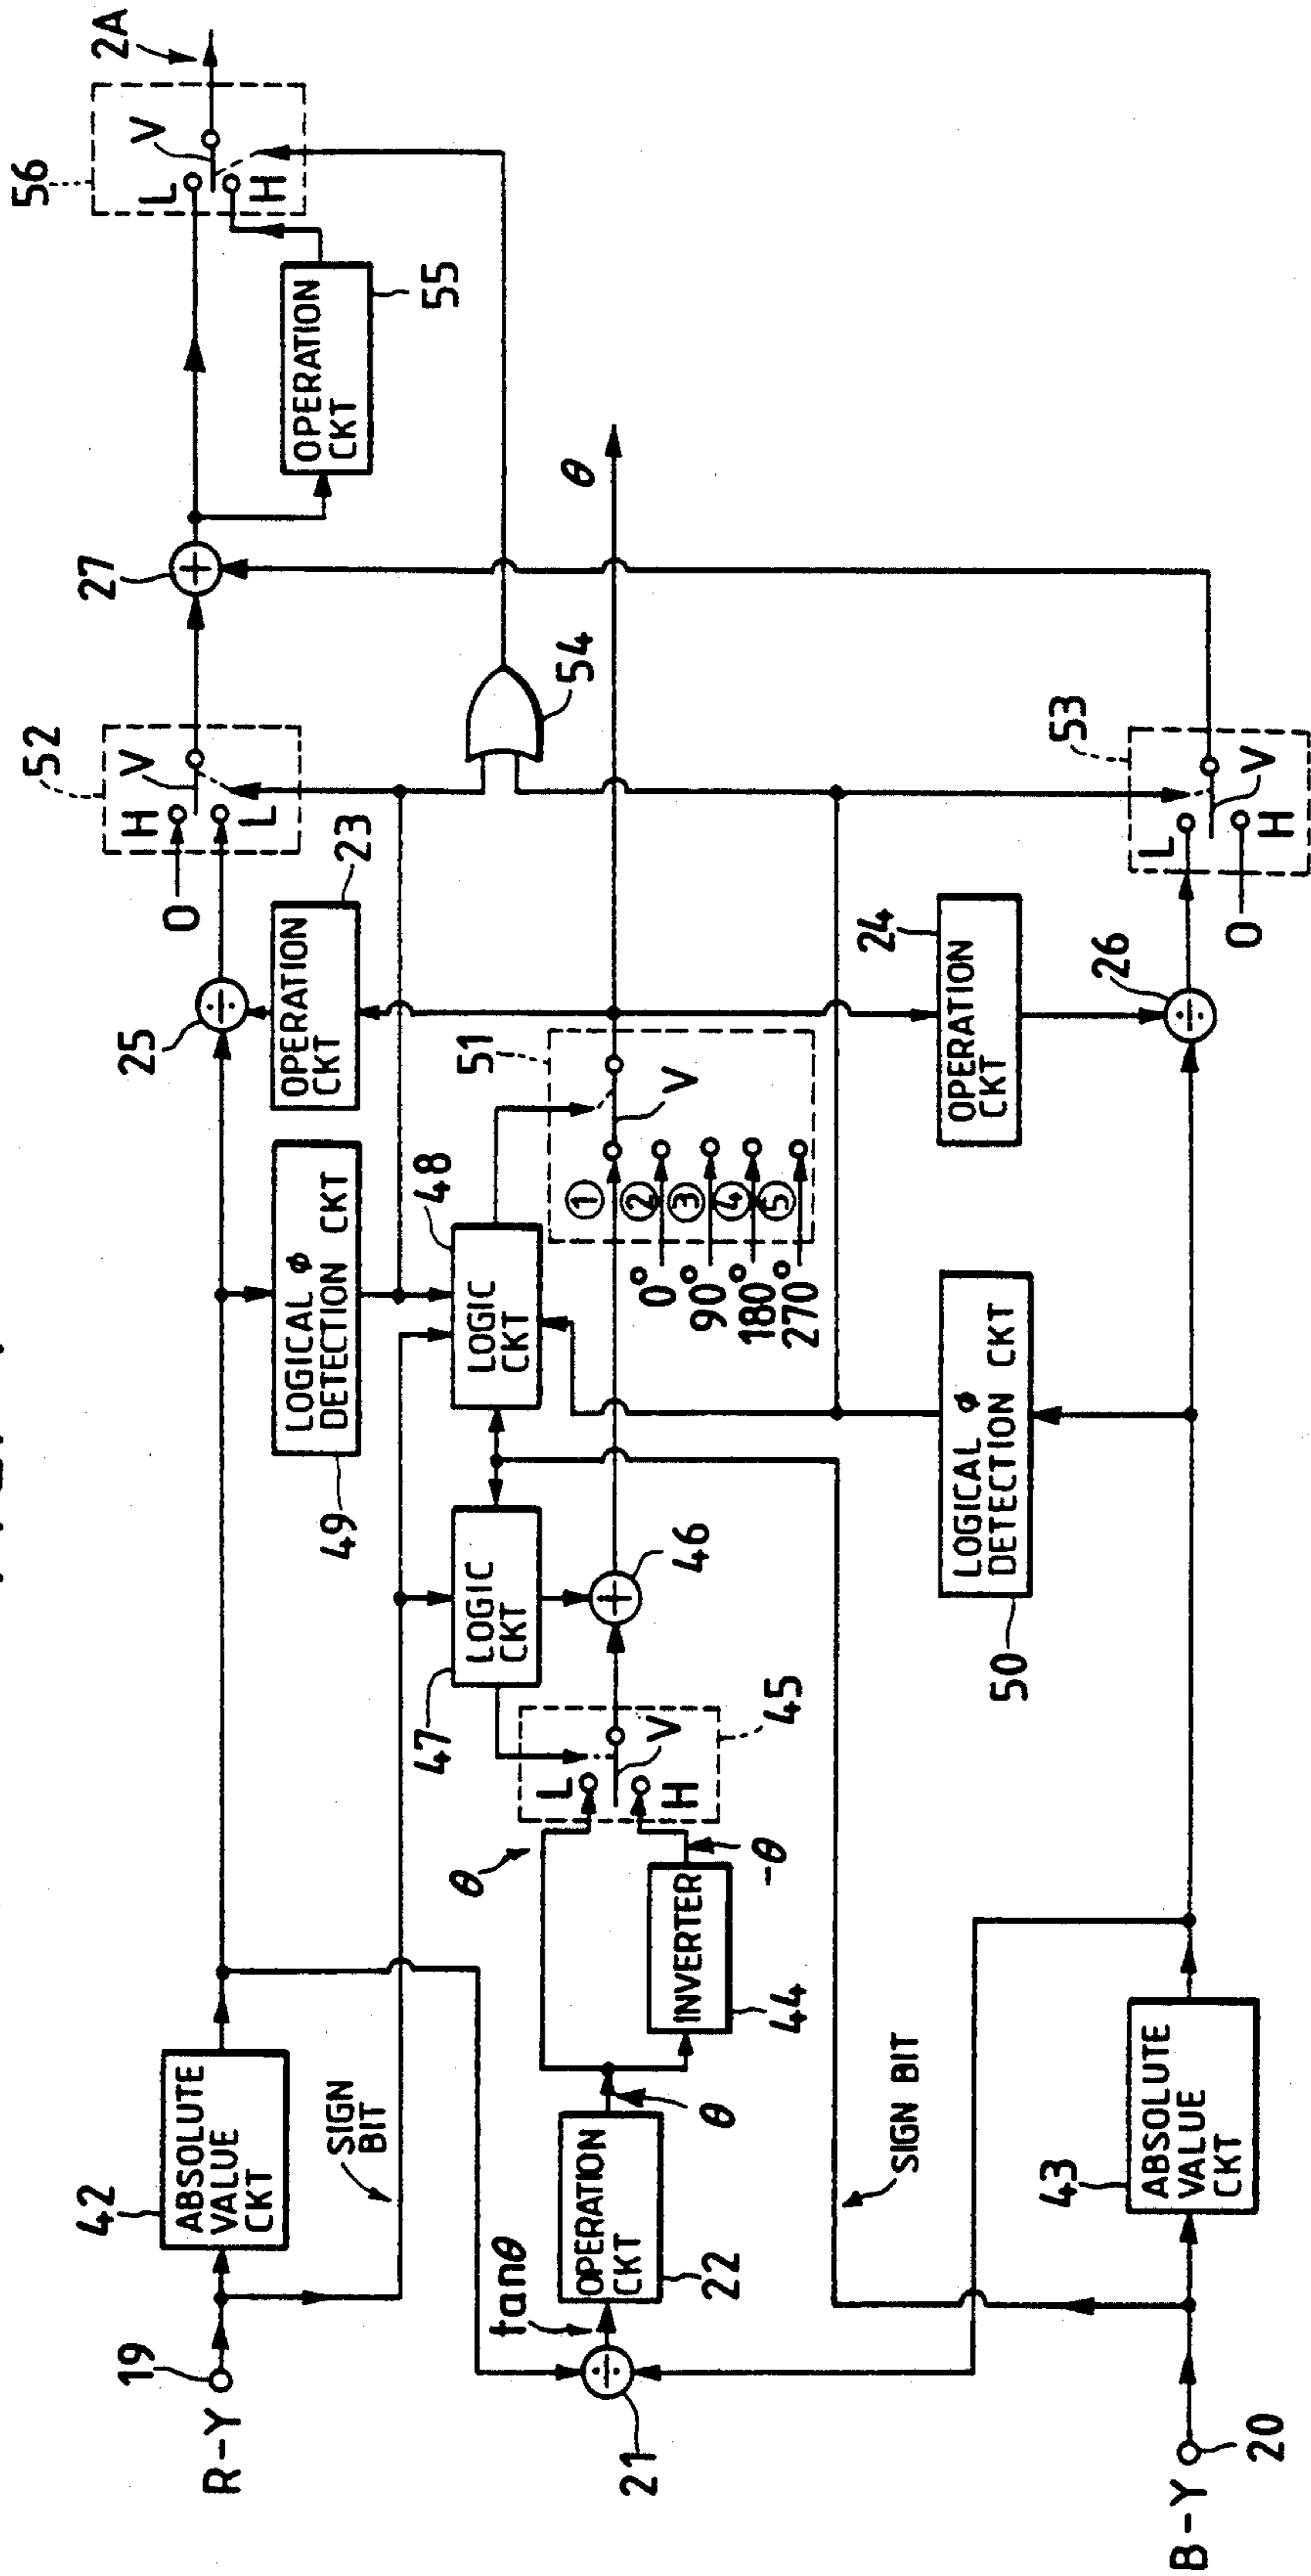 R-Y
19
42
ABSOLUTE
VALUE
CKT
SIGN
BIT
49
LOGICAL ϕ
DETECTION CKT
25
OPERATION
CKT
23
0
H
V
L
52
27
OPERATION
CKT
55
56
L
V
H
2A
21
tanθ
OPERATION
CKT
22
θ
θ
INVERTER
44
-θ
L
V
H
45
47
LOGIC
CKT
46
LOGIC
CKT
48
51
①
②
③
④
⑤
0°
90°
180°
270°
V
54
θ
B-Y
20
43
ABSOLUTE
VALUE
CKT
SIGN BIT
50
LOGICAL ϕ
DETECTION CKT
24
OPERATION
CKT
26
0
L
V
H
53